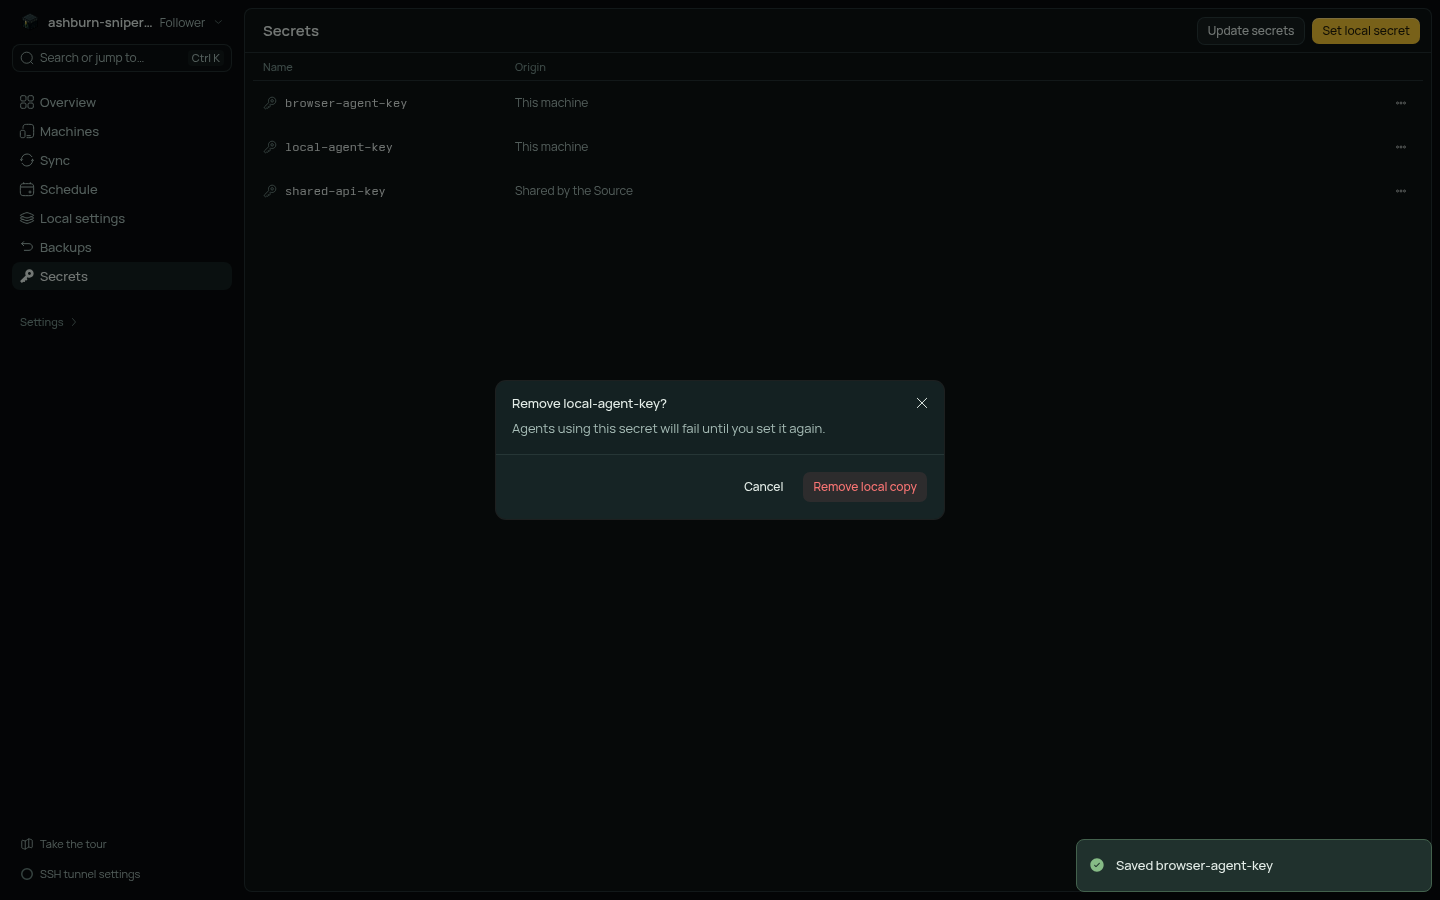 ashburn-sniper... Follower
Search or jump to... Ctrl K
Overview
Machines
Sync
Schedule
Local settings
Backups
Secrets
Settings
Take the tour
SSH tunnel settings
Secrets
Update secrets
Set local secret
Name Origin
browser-agent-key This machine
local-agent-key This machine
shared-api-key Shared by the Source
Remove local-agent-key?
Agents using this secret will fail until you set it again.
Cancel
Remove local copy
Saved browser-agent-key